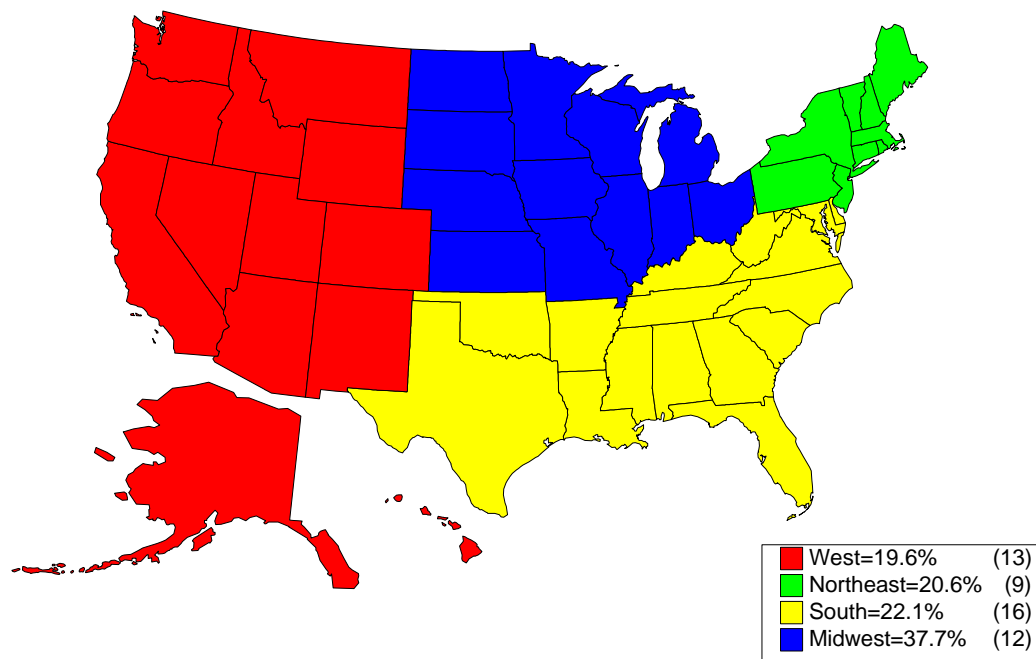 West=19.6% (13)
Northeast=20.6% (9)
South=22.1% (16)
Midwest=37.7% (12)